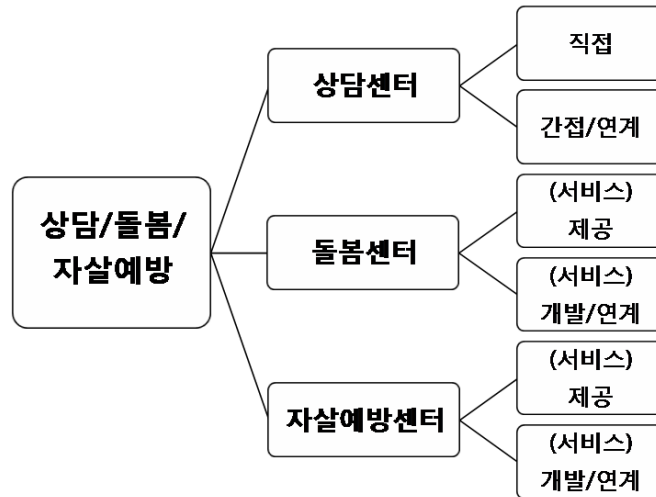 상담/돌봄/
자살예방
상담센터
직접
간접/연계
돌봄센터
(서비스)
제공
(서비스)
개발/연계
자살예방센터
(서비스)
제공
(서비스)
개발/연계